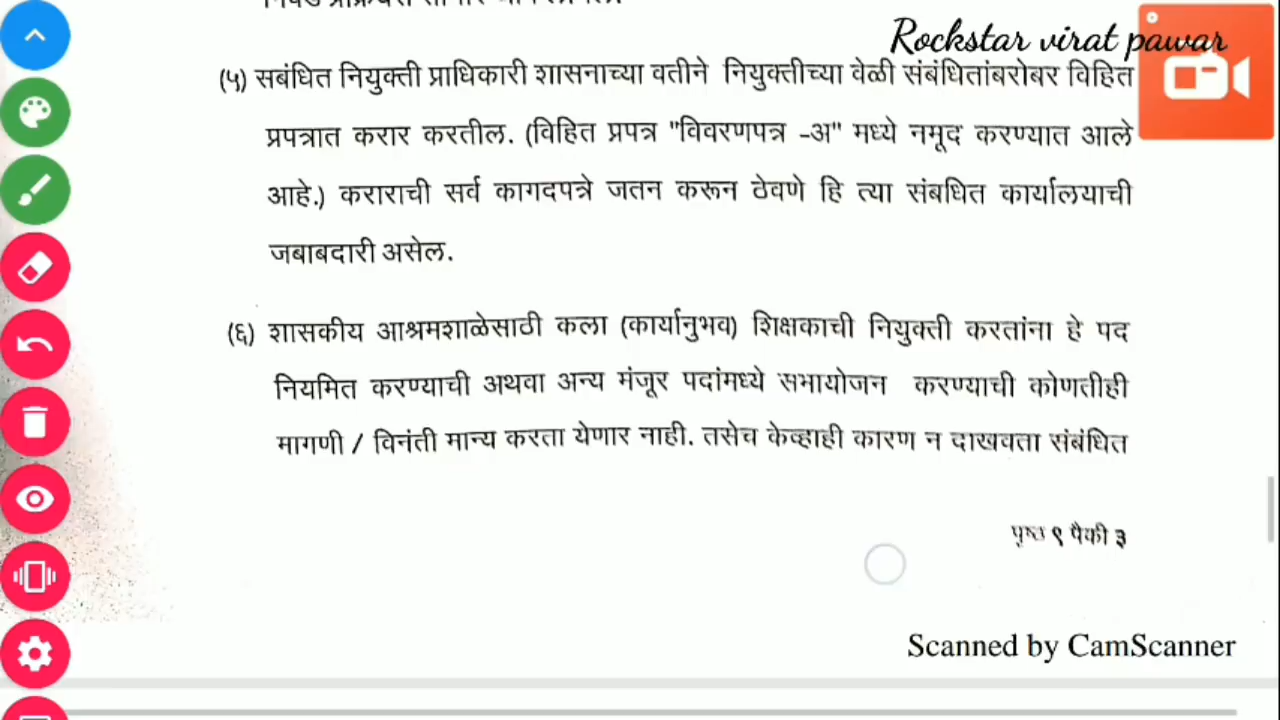 Rockstar virat pawar
(५) सबंधित नियुक्ती प्राधिकारी शासनाच्या वतीने नियुक्तीच्या वेळी संबंधितांबरोबर विहित
प्रपत्रात करार करतील. (विहित प्रपत्र "विवरणपत्र -अ" मध्ये नमूद करण्यात आले
आहे.) कराराची सर्व कागदपत्रे जतन करून ठेवणे हि त्या संबधित कार्यालयाची
जबाबदारी असेल.
(६) शासकीय आश्रमशाळेसाठी कला (कार्यानुभव) शिक्षकाची नियुक्ती करतांना हे पद
नियमित करण्याची अथवा अन्य मंजूर पदांमध्ये सभायोजन करण्याची कोणतीही
मागणी / विनंती मान्य करता येणार नाही. तसेच केव्हाही कारण न दाखवता संबंधित
पृष्ठ ९ पैकी ३
Scanned by CamScanner